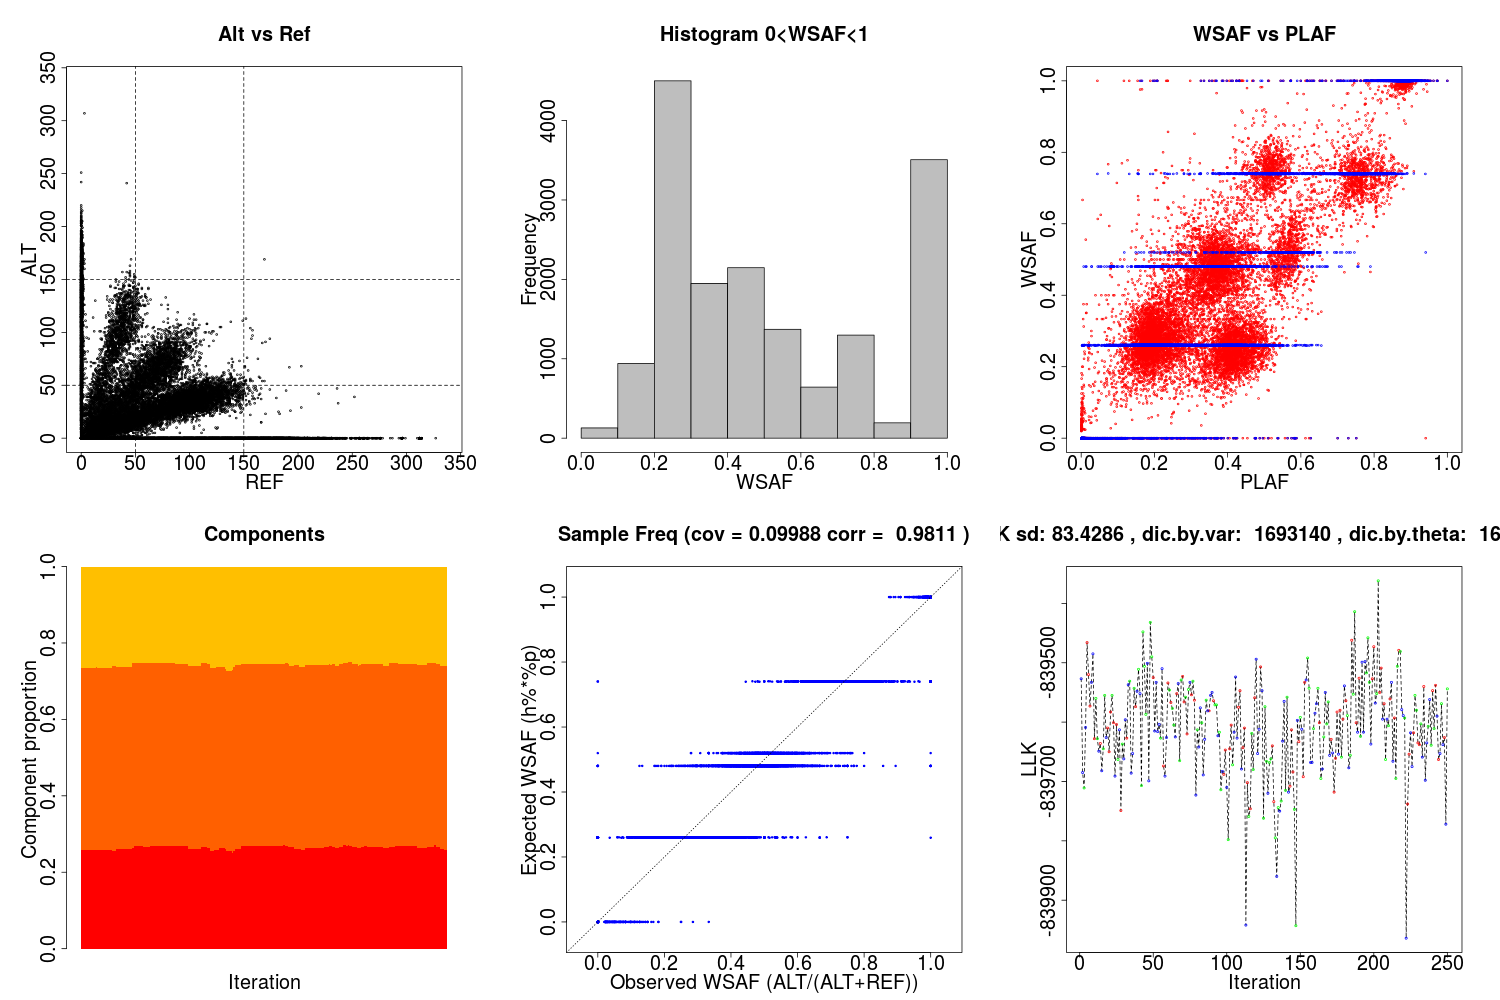 Alt vs Ref
ALT
0 50 100 150 200 250 300 350
0 50 100 150 200 250 300 350
REF
Histogram 0<WSAF<1
Frequency
0 1000 2000 3000 4000
0.0 0.2 0.4 0.6 0.8 1.0
WSAF
WSAF vs PLAF
WSAF
0.0 0.2 0.4 0.6 0.8 1.0
0.0 0.2 0.4 0.6 0.8 1.0
PLAF
Components
Component proportion
0.0 0.2 0.4 0.6 0.8 1.0
Iteration
Sample Freq (cov = 0.09988 corr = 0.9811 )
Expected WSAF (h%*%p)
0.0 0.2 0.4 0.6 0.8 1.0
0.0 0.2 0.4 0.6 0.8 1.0
Observed WSAF (ALT/(ALT+REF))
K sd: 83.4286 , dic.by.var: 1693140 , dic.by.theta: 16
LLK
-839900 -839700 -839500
0 50 100 150 200 250
Iteration